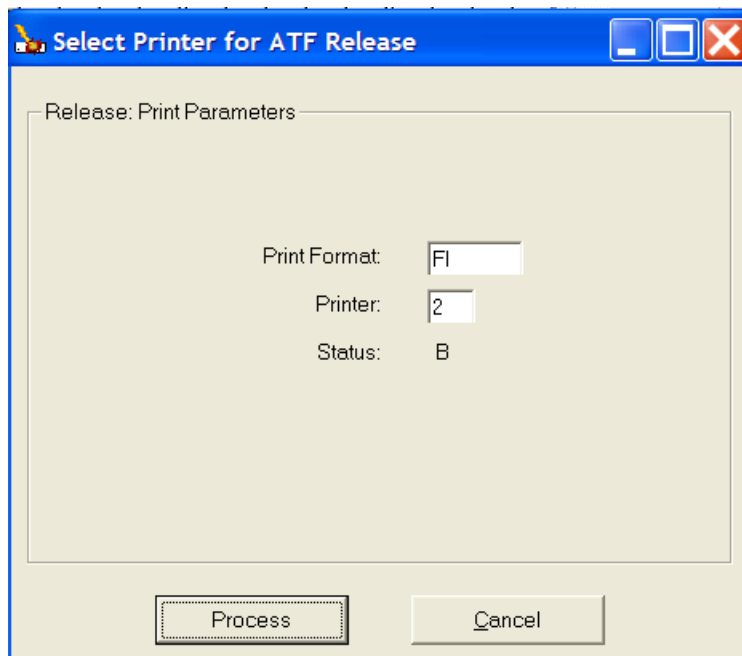 Select Printer for ATF Release
Release: Print Parameters
Print Format: FI
Printer: 2
Status: B
Process Cancel